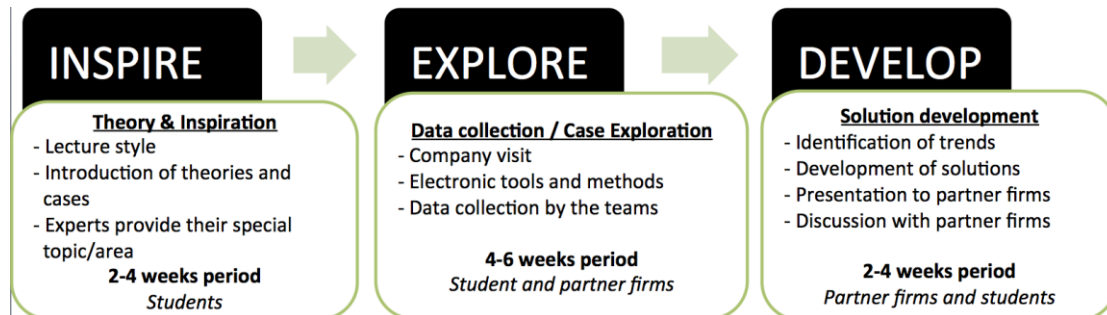 INSPIRE
Theory & Inspiration
- Lecture style
- Introduction of theories and
cases
- Experts provide their special
topic/area
2-4 weeks period
Students
EXPLORE
Data collection / Case Exploration
- Company visit
- Electronic tools and methods
- Data collection by the teams
4-6 weeks period
Student and partner firms
DEVELOP
Solution development
- Identification of trends
- Development of solutions
- Presentation to partner firms
- Discussion with partner firms
2-4 weeks period
Partner firms and students